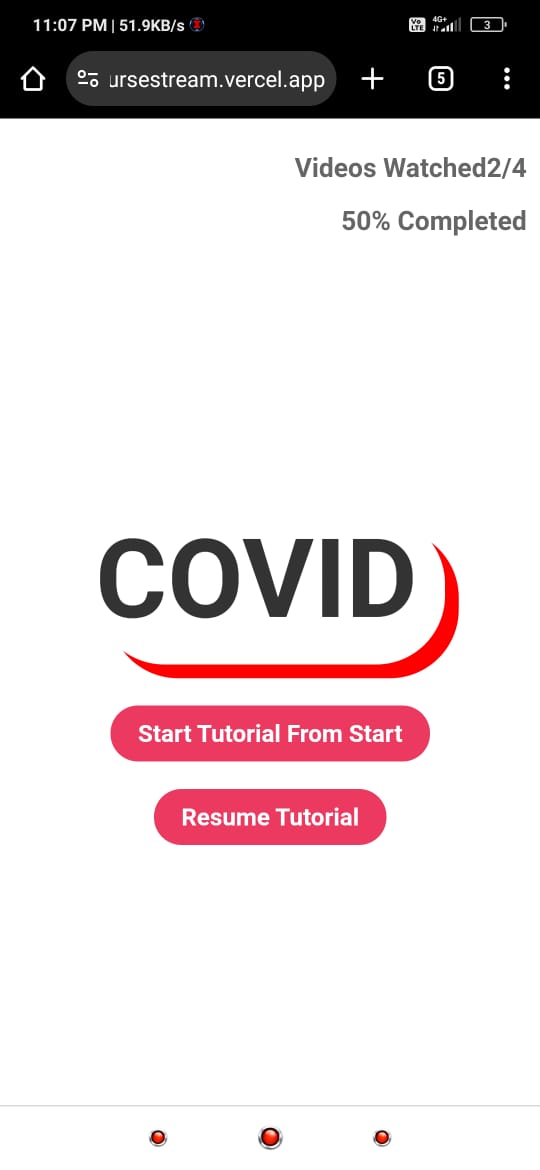 11:07 PM | 51.9KB/s
Vo LTE 4G+ 3
ursestream.vercel.app
5
Videos Watched2/4
50% Completed
COVID
Start Tutorial From Start
Resume Tutorial